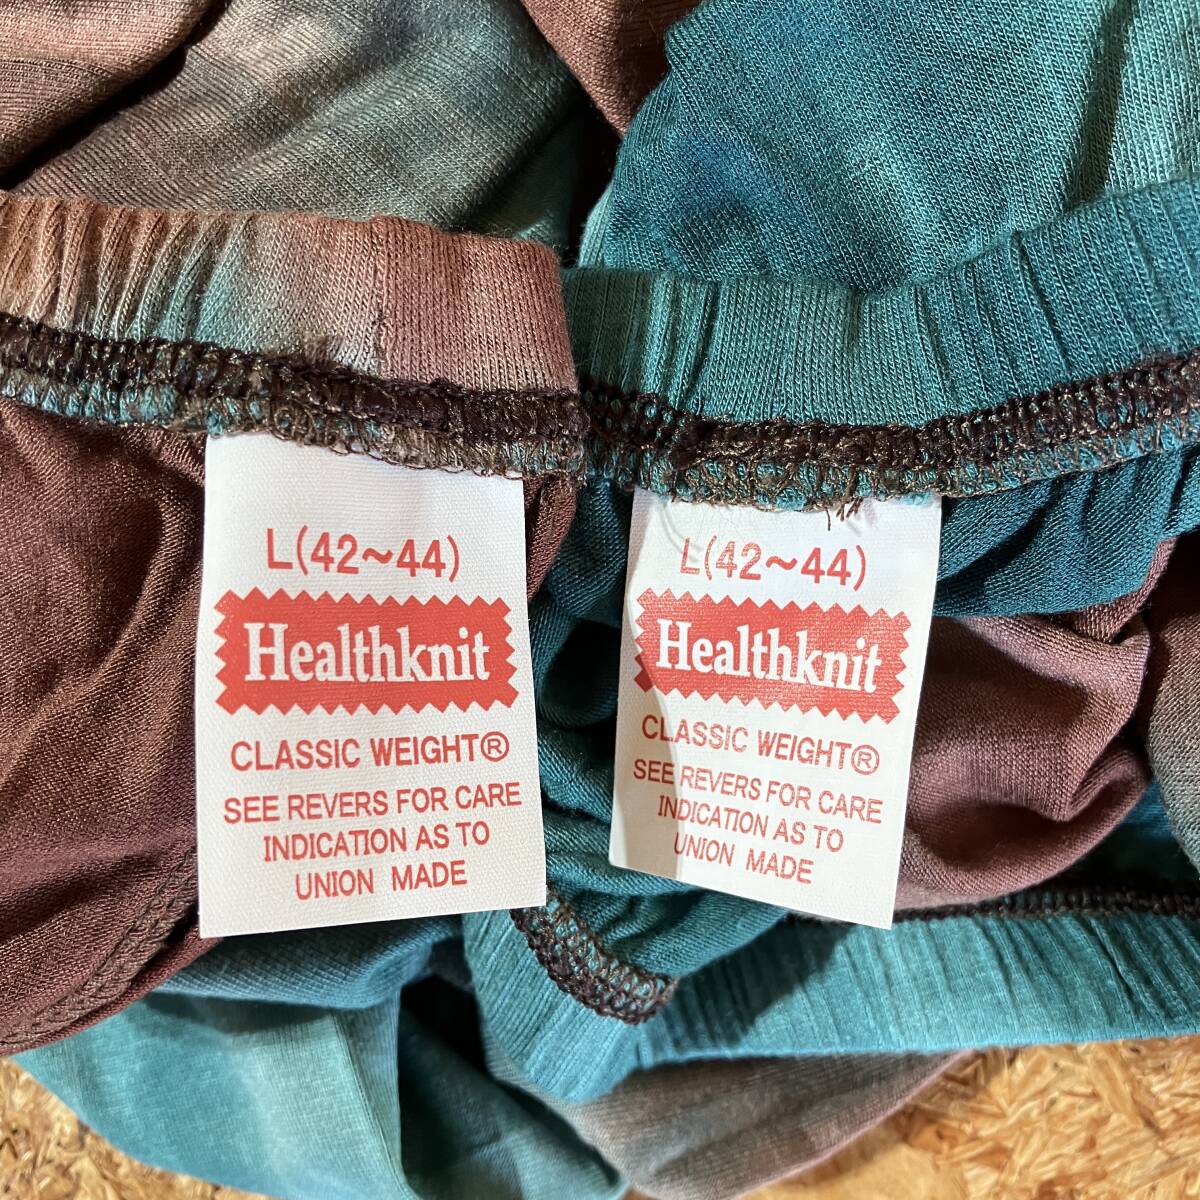 L(42~44)
Healthknit
CLASSIC WEIGHT®
SEE REVERS FOR CARE
INDICATION AS TO
UNION MADE
L(42~44)
Healthknit
CLASSIC WEIGHT®
SEE REVERS FOR CARE
INDICATION AS TO
UNION MADE